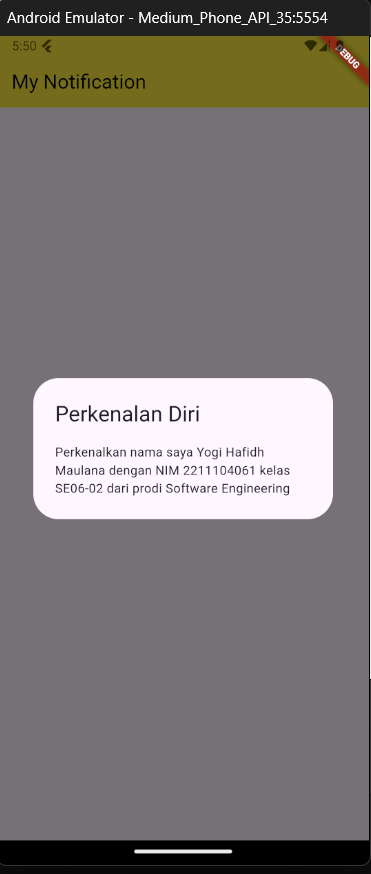 Android Emulator - Medium_Phone_API_35:5554
5:50
DEBUG
My Notification
Perkenalan Diri
Perkenalkan nama saya Yogi Hafidh
Maulana dengan NIM 2211104061 kelas
SE06-02 dari prodi Software Engineering